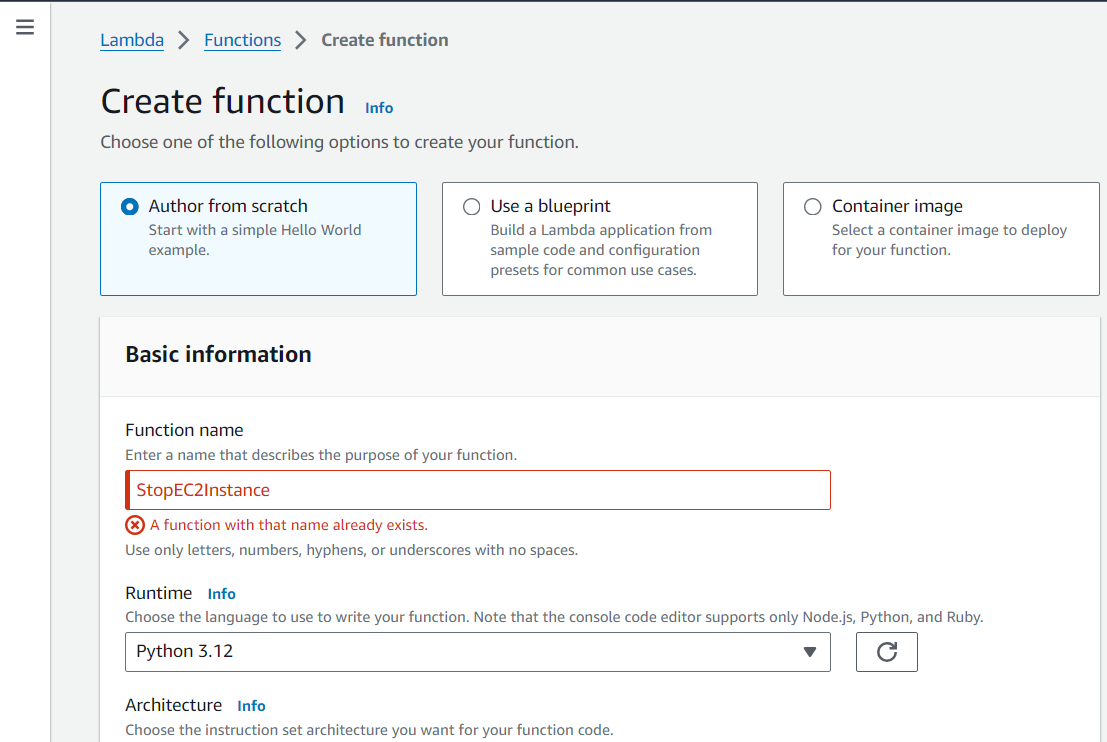 Lambda > Functions > Create function
Create function Info
Choose one of the following options to create your function.
Author from scratch
Start with a simple Hello World
example.
Use a blueprint
Build a Lambda application from
sample code and configuration
presets for common use cases.
Container image
Select a container image to deploy
for your function.
Basic information
Function name
Enter a name that describes the purpose of your function.
StopEC2Instance
A function with that name already exists.
Use only letters, numbers, hyphens, or underscores with no spaces.
Runtime Info
Choose the language to use to write your function. Note that the console code editor supports only Node.js, Python, and Ruby.
Python 3.12
Architecture Info
Choose the instruction set architecture you want for your function code.